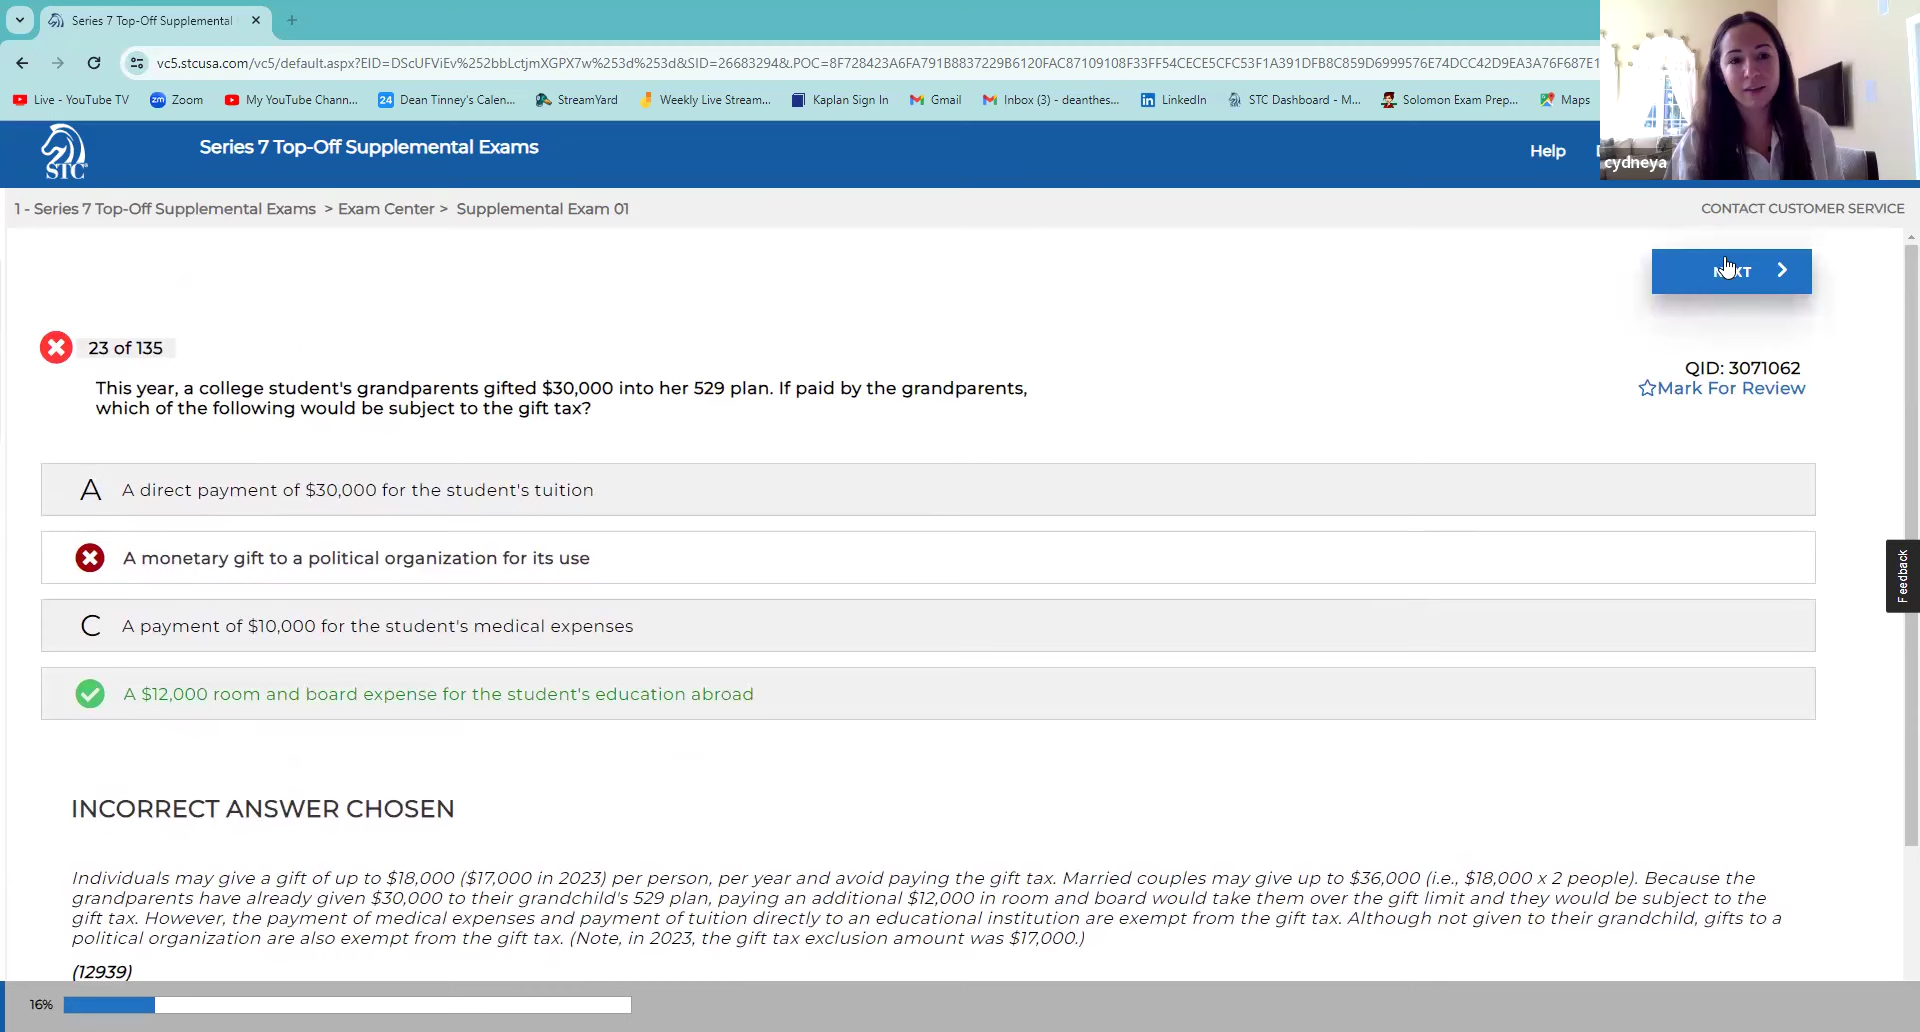 Series 7 Top-Off Supplemental
vc5.stcusa.com/vc5/default.aspx?EID=DScUFViEv%252bbLctjmXGPX7w%253d%253d&SID=26683294&.POC=8F728423A6FA791B8837229B6120FAC87109108F33FF54CECE5CFC53F1A391DFB8C859D6999576E74DCC42D9EA3A76F687E1
Live - YouTube TV
Zoom
My YouTube Chann...
24
Dean Tinney's Calen...
StreamYard
Weekly Live Stream...
Kaplan Sign In
Gmail
Inbox (3) - deanthes...
LinkedIn
STC Dashboard - M...
Solomon Exam Prep...
Maps
cydneya
STC
Series 7 Top-Off Supplemental Exams
Help
1 - Series 7 Top-Off Supplemental Exams > Exam Center > Supplemental Exam 01
CONTACT CUSTOMER SERVICE
NEXT
23 of 135
QID: 3071062
Mark For Review
This year, a college student's grandparents gifted $30,000 into her 529 plan. If paid by the grandparents,
which of the following would be subject to the gift tax?
A A direct payment of $30,000 for the student's tuition
A monetary gift to a political organization for its use
C A payment of $10,000 for the student's medical expenses
A $12,000 room and board expense for the student's education abroad
Feedback
INCORRECT ANSWER CHOSEN
Individuals may give a gift of up to $18,000 ($17,000 in 2023) per person, per year and avoid paying the gift tax. Married couples may give up to $36,000 (i.e., $18,000 x 2 people). Because the
grandparents have already given $30,000 to their grandchild's 529 plan, paying an additional $12,000 in room and board would take them over the gift limit and they would be subject to the
gift tax. However, the payment of medical expenses and payment of tuition directly to an educational institution are exempt from the gift tax. Although not given to their grandchild, gifts to a
political organization are also exempt from the gift tax. (Note, in 2023, the gift tax exclusion amount was $17,000.)
(12939)
16%